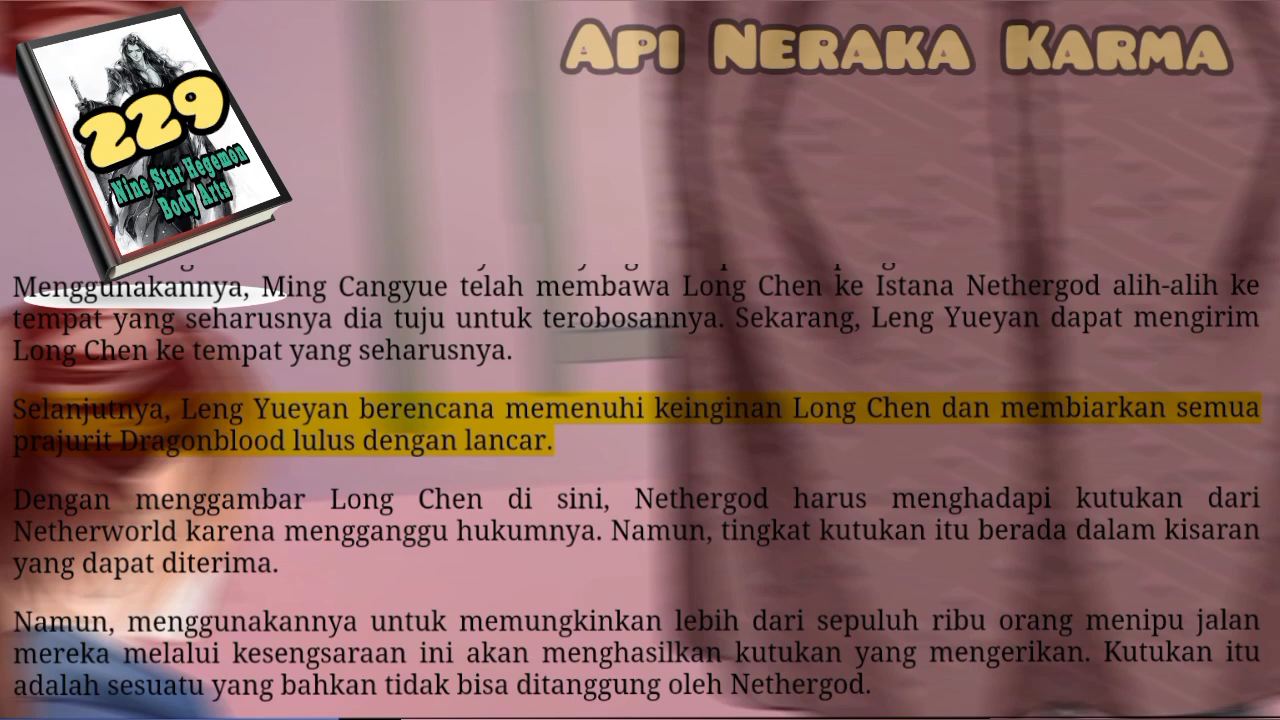 Api Neraka Karma
229
Nine Star Hegemon
Body Arts
Menggunakannya, Ming Cangyue telah membawa Long Chen ke Istana Nethergod alih-alih ke
tempat yang seharusnya dia tuju untuk terobosannya. Sekarang, Leng Yueyan dapat mengirim
Long Chen ke tempat yang seharusnya.
Selanjutnya, Leng Yueyan berencana memenuhi keinginan Long Chen dan membiarkan semua
prajurit Dragonblood lulus dengan lancar.
Dengan menggambar Long Chen di sini, Nethergod harus menghadapi kutukan dari
Netherworld karena mengganggu hukumnya. Namun, tingkat kutukan itu berada dalam kisaran
yang dapat diterima.
Namun, menggunakannya untuk memungkinkan lebih dari sepuluh ribu orang menipu jalan
mereka melalui kesengsaraan ini akan menghasilkan kutukan yang mengerikan. Kutukan itu
adalah sesuatu yang bahkan tidak bisa ditanggung oleh Nethergod.